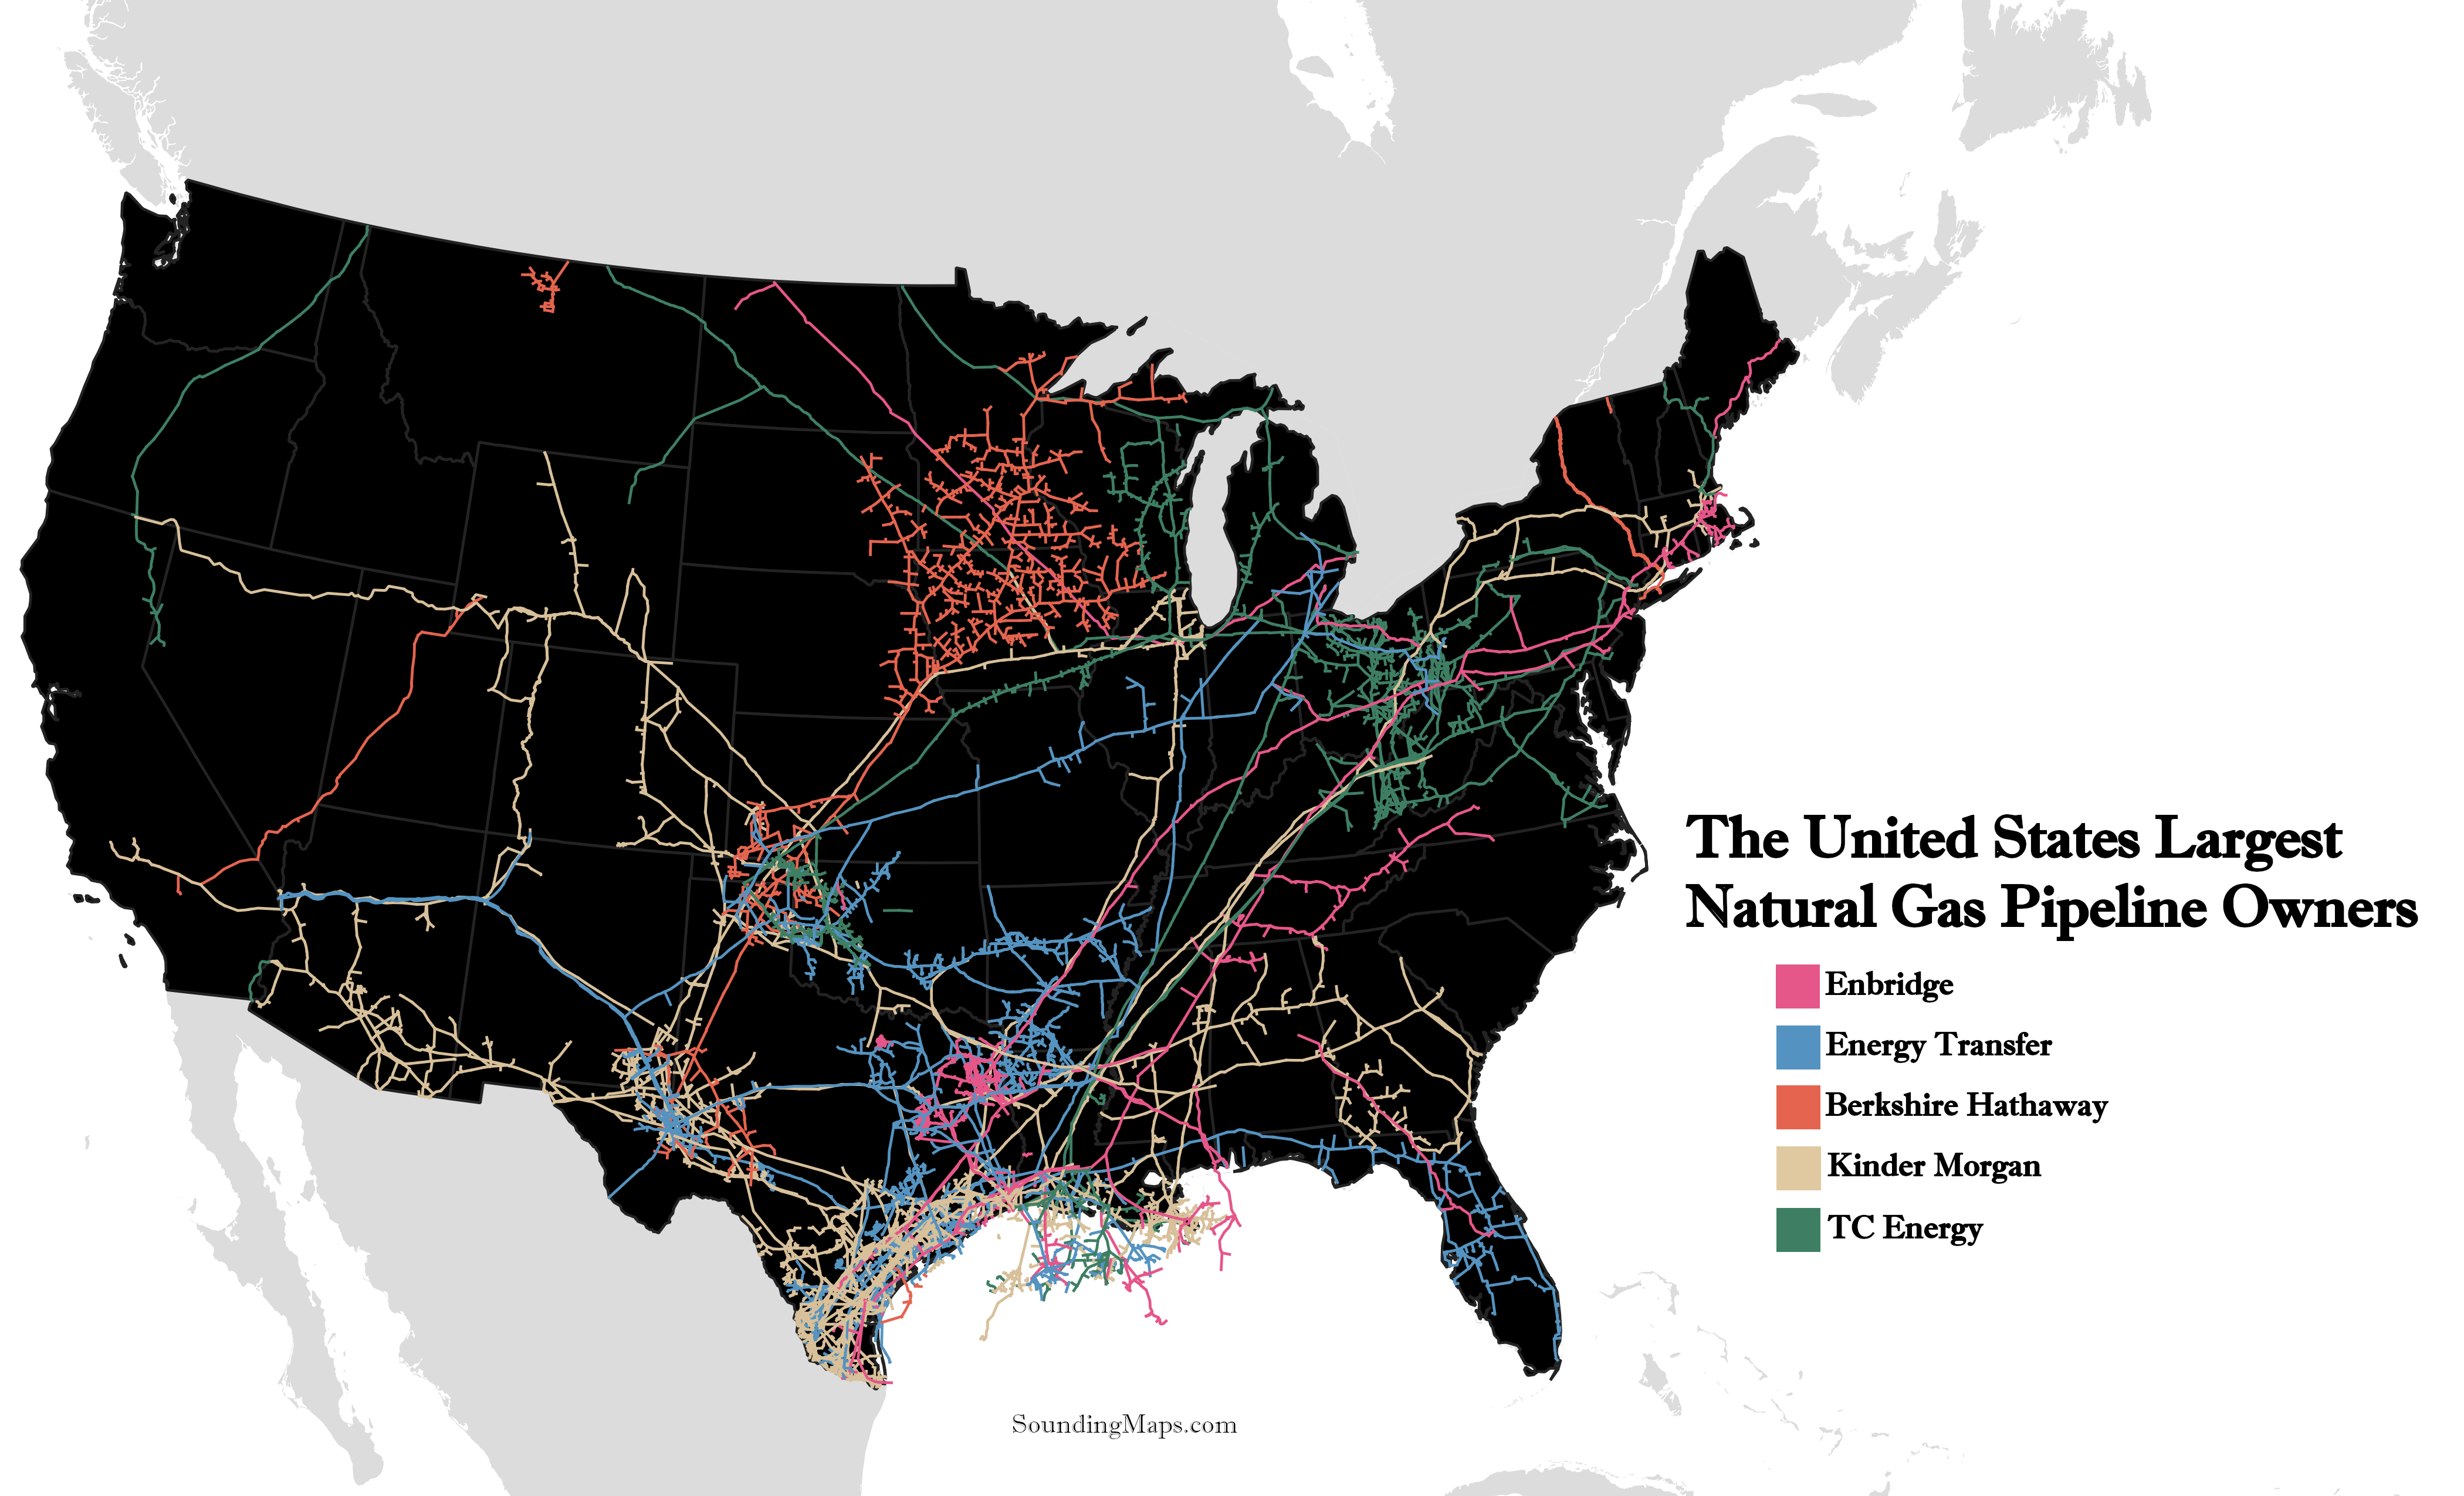 The United States Largest
Natural Gas Pipeline Owners
Enbridge
Energy Transfer
Berkshire Hathaway
Kinder Morgan
TC Energy
SoundingMaps.com